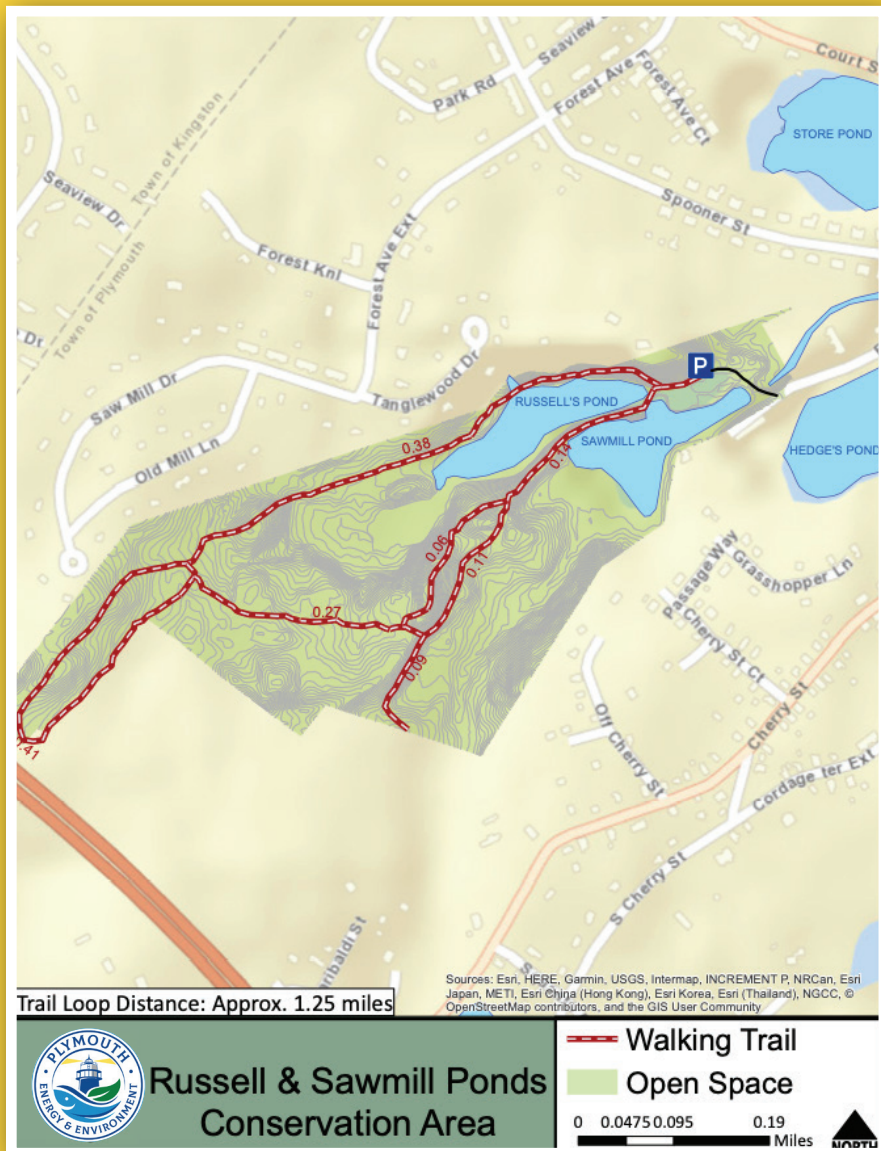 Court S
Seaview
Forest Ave Ct
Park Rd
Forest Ave
STORE POND
Town of Kingston
Seaview Dr
Spooner St
Town of Plymouth
Forest Knl
Forest Ave Ext
Dr
Saw Mill Dr
Tanglewood Dr
P
RUSSELL'S POND
Old Mill Ln
0.38
SAWMILL POND
HEDGE'S POND
0.14
0.06
0.11
Passage Way
Grasshopper Ln
0.27
Cherry St Ct
0.09
Off Cherry St
Cherry St
.41
Cordage ter Ext
S Cherry St
aribaldi St
Sources: Esri, HERE, Garmin, USGS, Intermap, INCREMENT P, NRCan, Esri
Japan, METI, Esri China (Hong Kong), Esri Korea, Esri (Thailand), NGCC, ©
OpenStreetMap contributors, and the GIS User Community
Trail Loop Distance: Approx. 1.25 miles
• PLYMOUTH •
ENERGY & ENVIRONMENT
Russell & Sawmill Ponds
Conservation Area
Walking Trail
Open Space
0 0.0475 0.095 0.19
Miles
NORTH